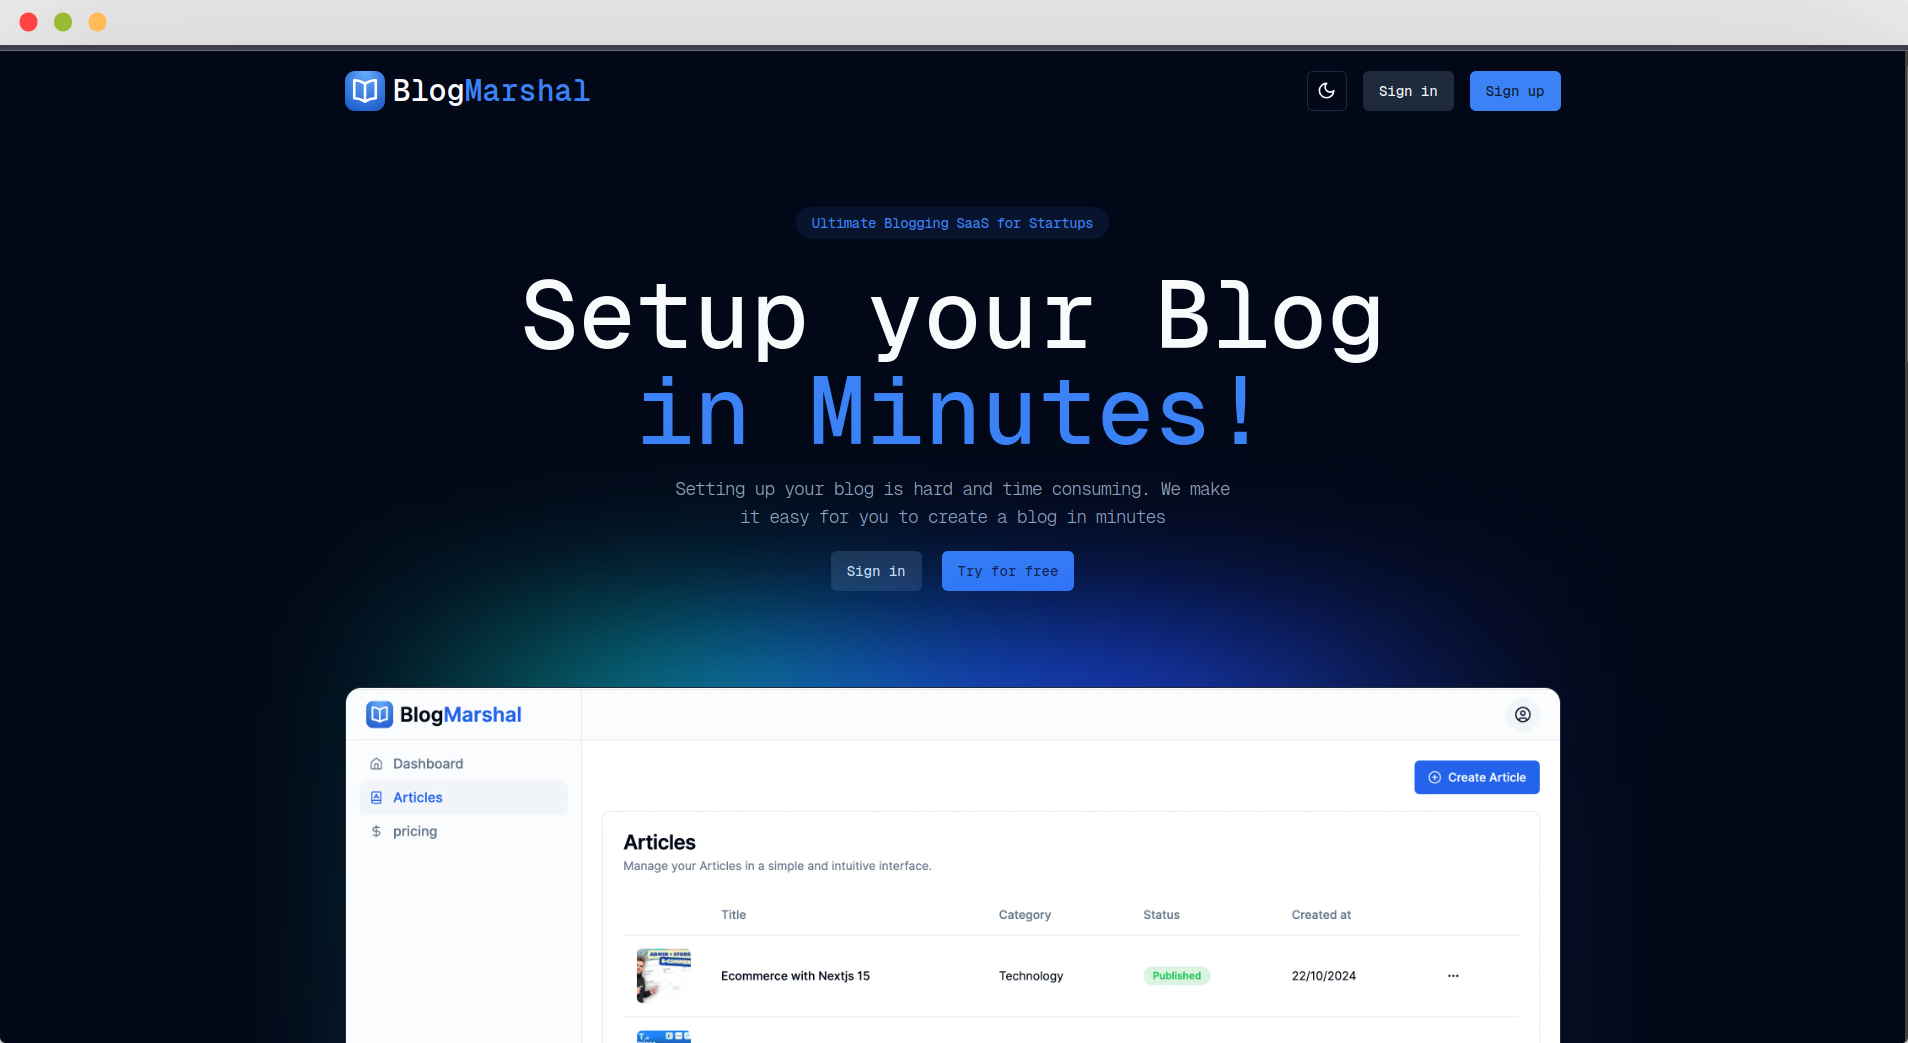 BlogMarshal
Sign in
Sign up
Ultimate Blogging SaaS for Startups
Setup your Blog
in Minutes!
Setting up your blog is hard and time consuming. We make
it easy for you to create a blog in minutes
Sign in
Try for free
BlogMarshal
Dashboard
Articles
pricing
Create Article
Articles
Manage your Articles in a simple and intuitive interface.
Title Category Status Created at
Ecommerce with Nextjs 15 Technology Published 22/10/2024